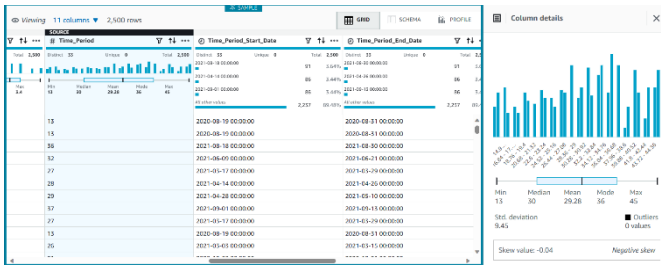 SAMPLE
Viewing 11 columns 2,500 rows
GRID SCHEMA PROFILE
SOURCE
# Time_Period
Time_Period_Start_Date
Time_Period_End_Date
Total 2,500
Distinct 33 Unique 0 Total 2,500
Distinct 33 Unique 0 Total 2,500
Distinct 33 Unique 0
Max
Min Median Mean Mode Max
13 30 29.28 36 45
2,257
2,257
13 2020-08-19 00:00:00 2020-08-31 00:00:00
13 2020-08-19 00:00:00 2020-08-31 00:00:00
36 2021-08-18 00:00:00 2021-08-30 00:00:00
32 2021-06-09 00:00:00 2021-06-21 00:00:00
27 2021-03-17 00:00:00 2021-03-29 00:00:00
28 2021-04-14 00:00:00 2021-04-26 00:00:00
29 2021-04-28 00:00:00 2021-05-10 00:00:00
37 2021-09-01 00:00:00 2021-09-13 00:00:00
27 2021-03-17 00:00:00 2021-03-29 00:00:00
13 2020-08-19 00:00:00 2020-08-31 00:00:00
26 2021-03-03 00:00:00 2021-03-15 00:00:00
Column details
Min Median Mean Mode Max
13 30 29.28 36 45
Std. deviation Outliers
9.45 0 values
Skew value: -0.04 Negative skew